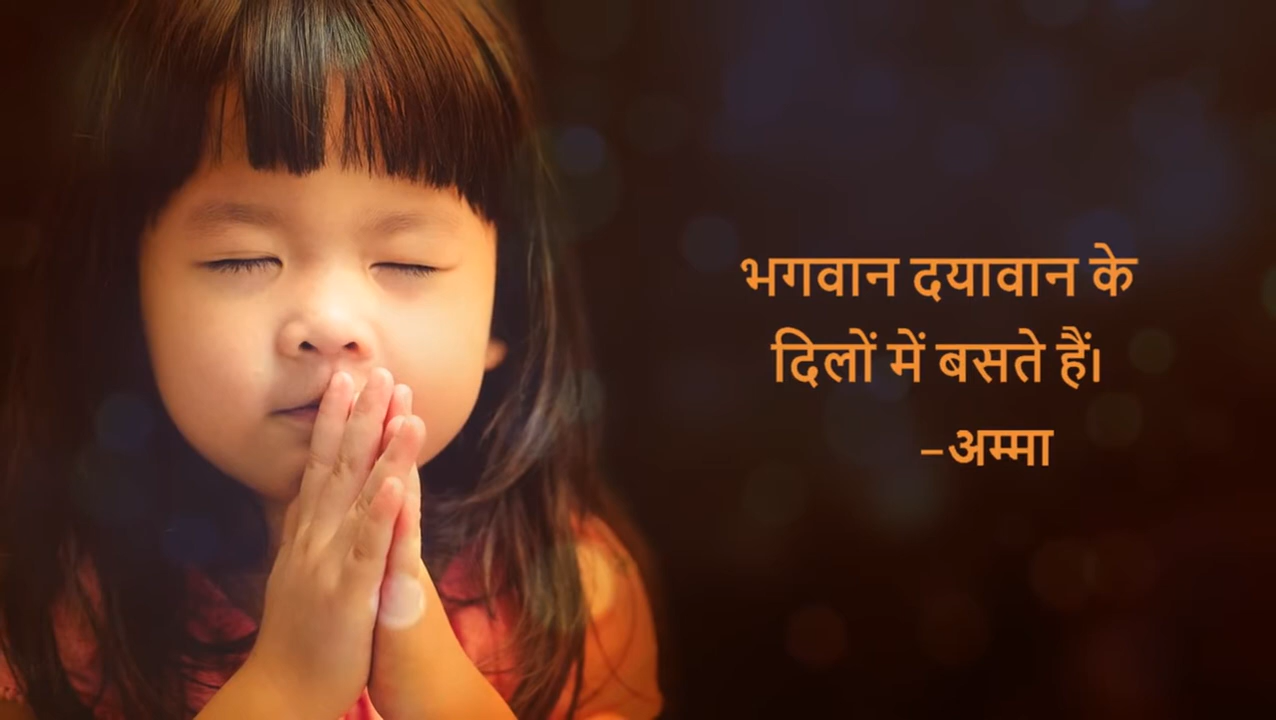 भगवान दयावान के
दिलों में बसते हैं।
–अम्मा